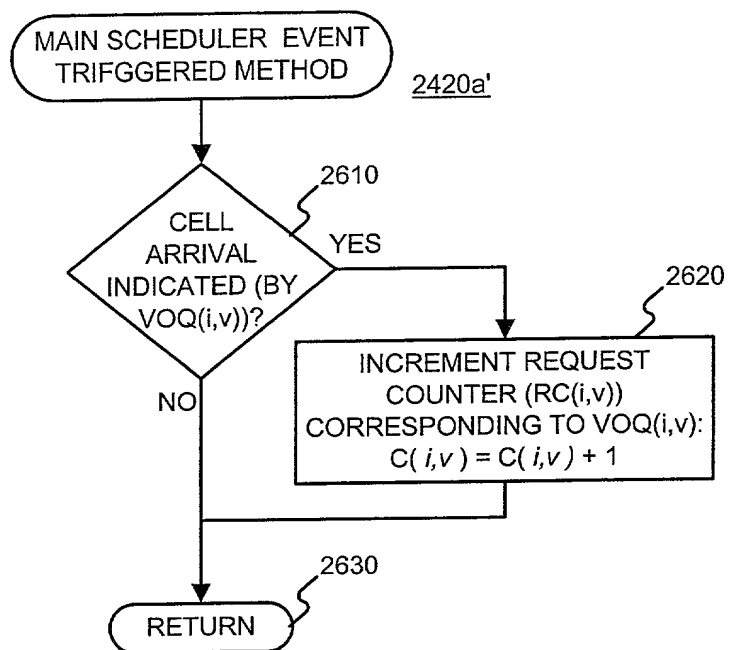 MAIN SCHEDULER EVENT
TRIFGGERED METHOD
2420a'
2610
CELL
ARRIVAL
INDICATED (BY
VOQ(i,v))?
YES
2620
INCREMENT REQUEST
COUNTER (RC(i,v))
CORRESPONDING TO VOQ(i,v):
C( i,v ) = C( i,v ) + 1
NO
2630
RETURN